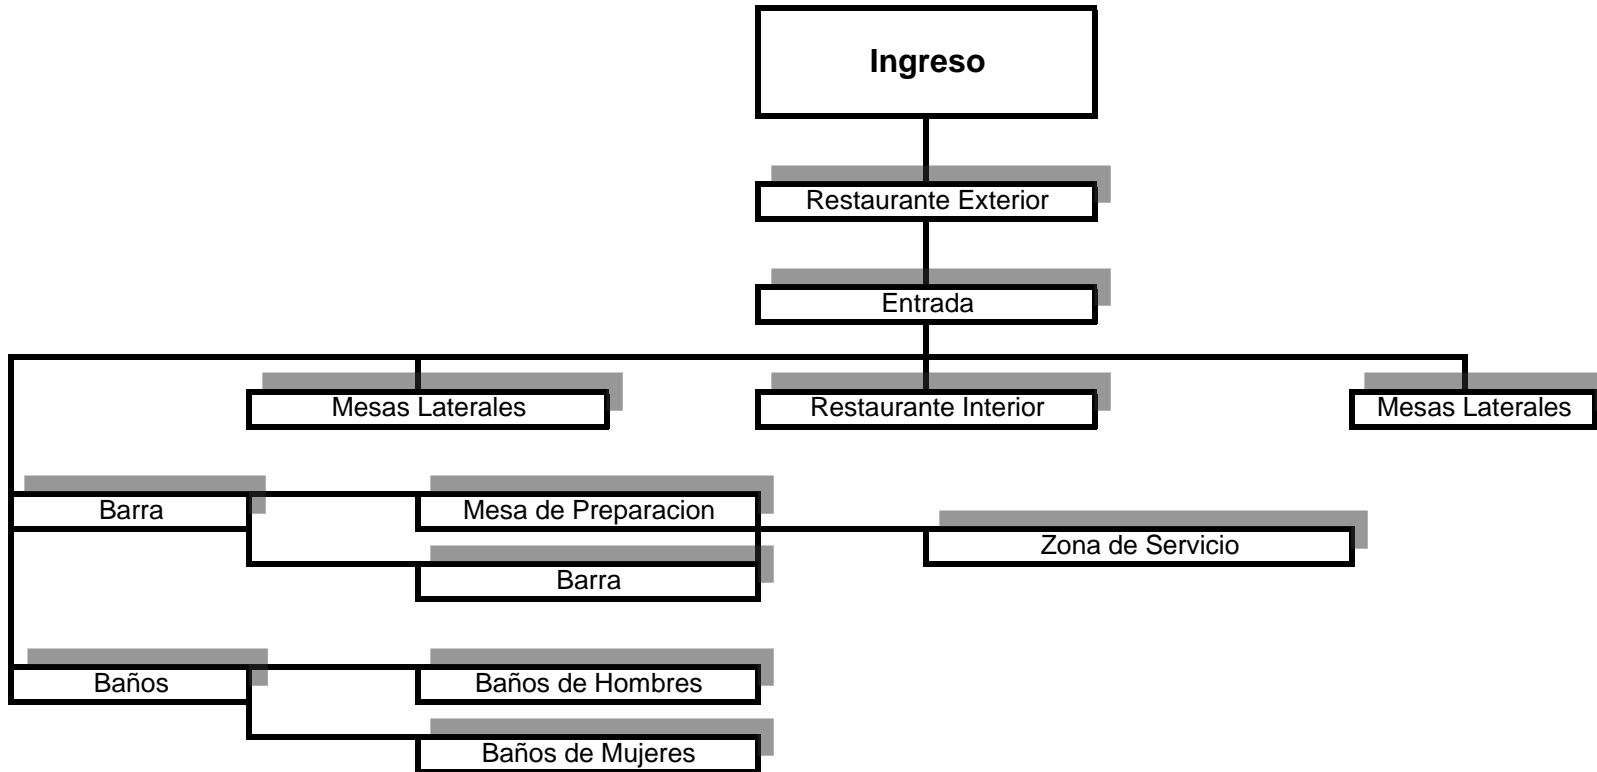 Ingreso
Restaurante Exterior
Entrada
Mesas Laterales
Restaurante Interior
Mesas Laterales
Barra
Mesa de Preparacion
Zona de Servicio
Barra
Baños
Baños de Hombres
Baños de Mujeres